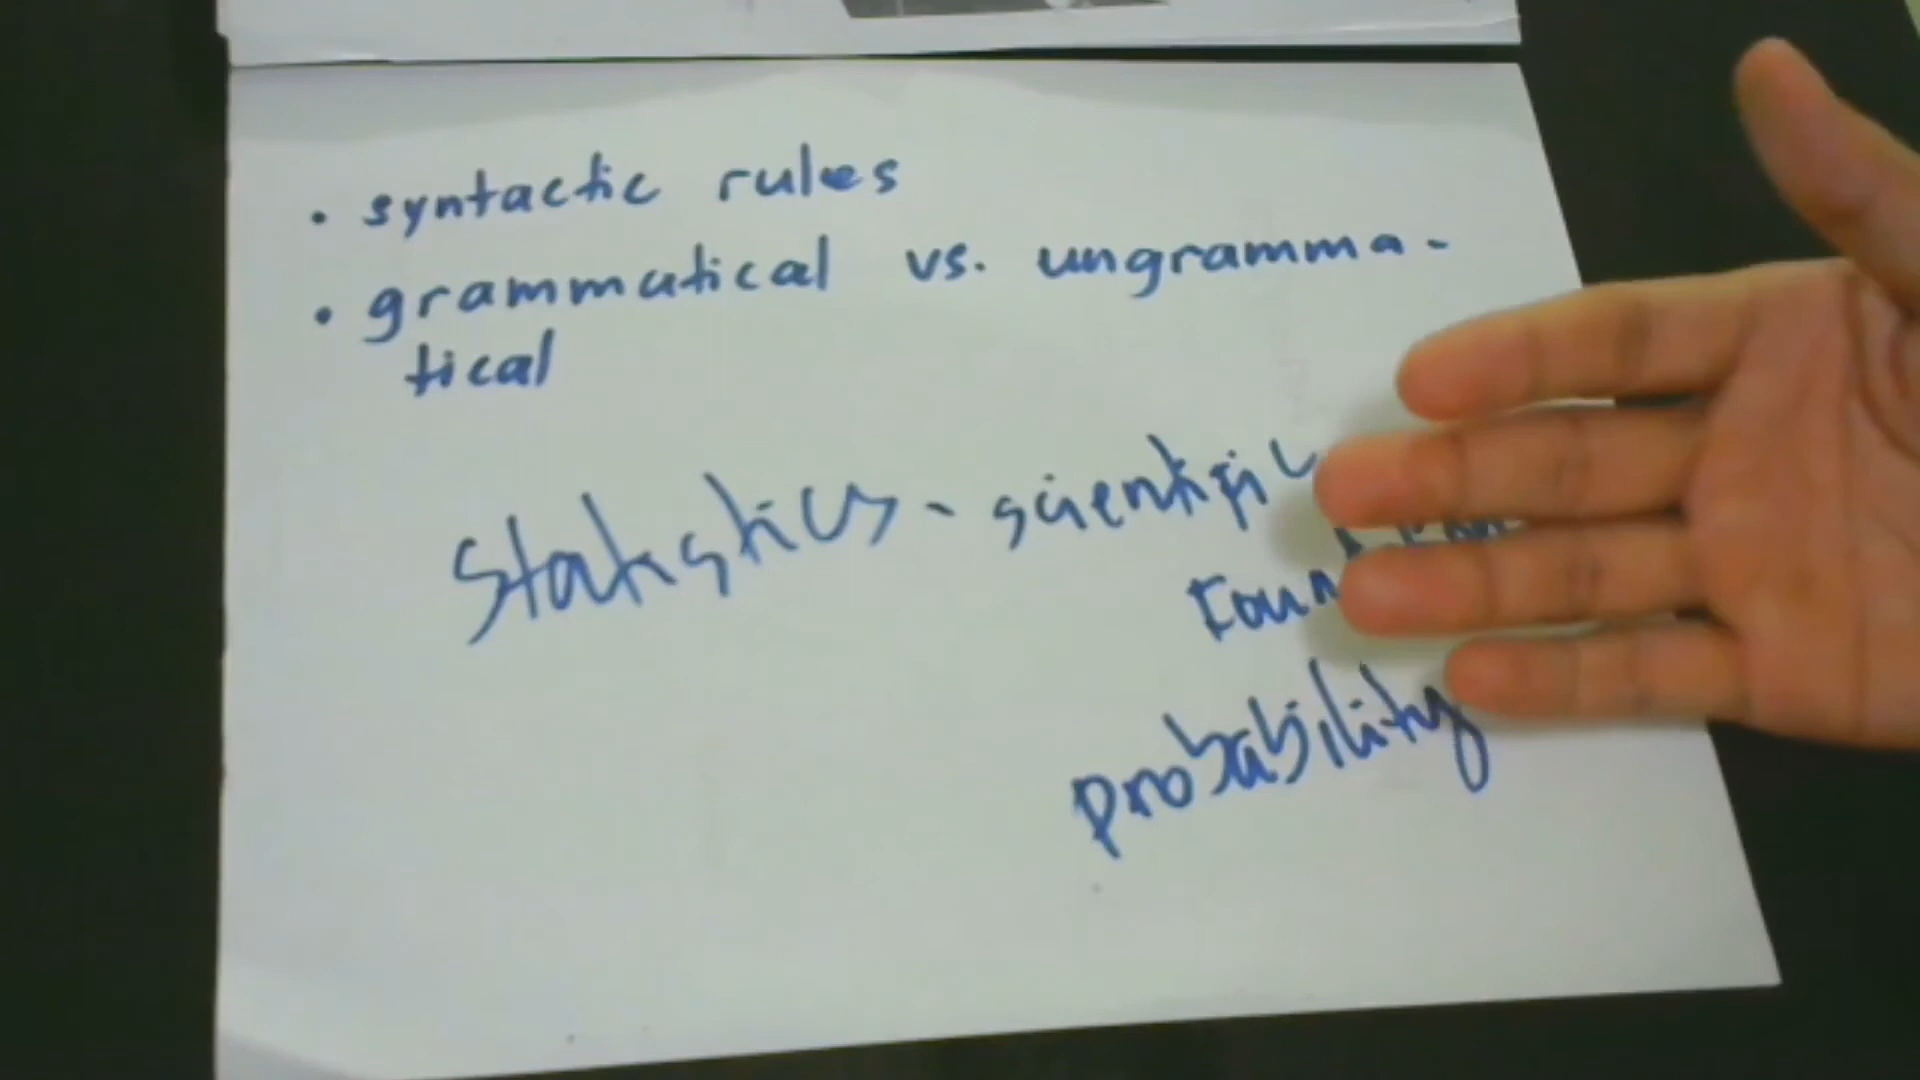 • syntactic rules
• grammatical vs. ungramma-
tical
Statistics - scientific
probability